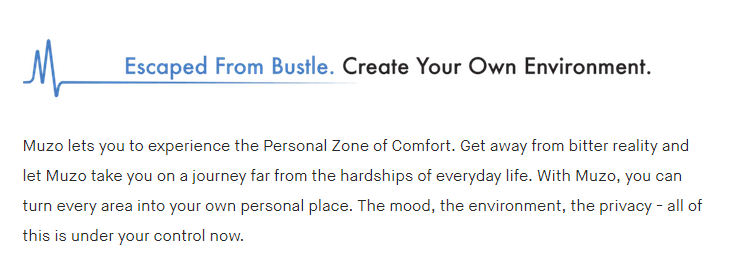 Escaped From Bustle. Create Your Own Environment.
Muzo lets you to experience the Personal Zone of Comfort. Get away from bitter reality and
let Muzo take you on a journey far from the hardships of everyday life. With Muzo, you can
turn every area into your own personal place. The mood, the environment, the privacy - all of
this is under your control now.